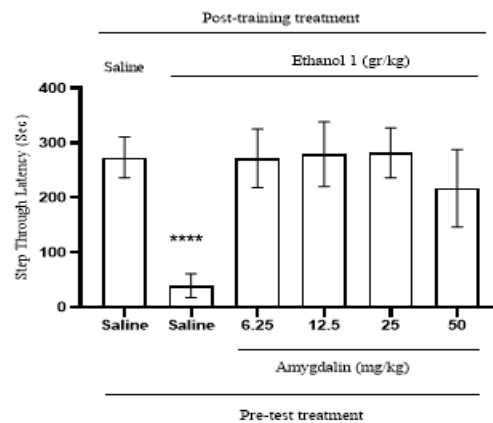 Post-training treatment
Saline
Ethanol 1 (gr/kg)
Step Through Latency (Sec)
400
300
200
100
0
****
Saline Saline 6.25 12.5 25 50
Amygdalin (mg/kg)
Pre-test treatment